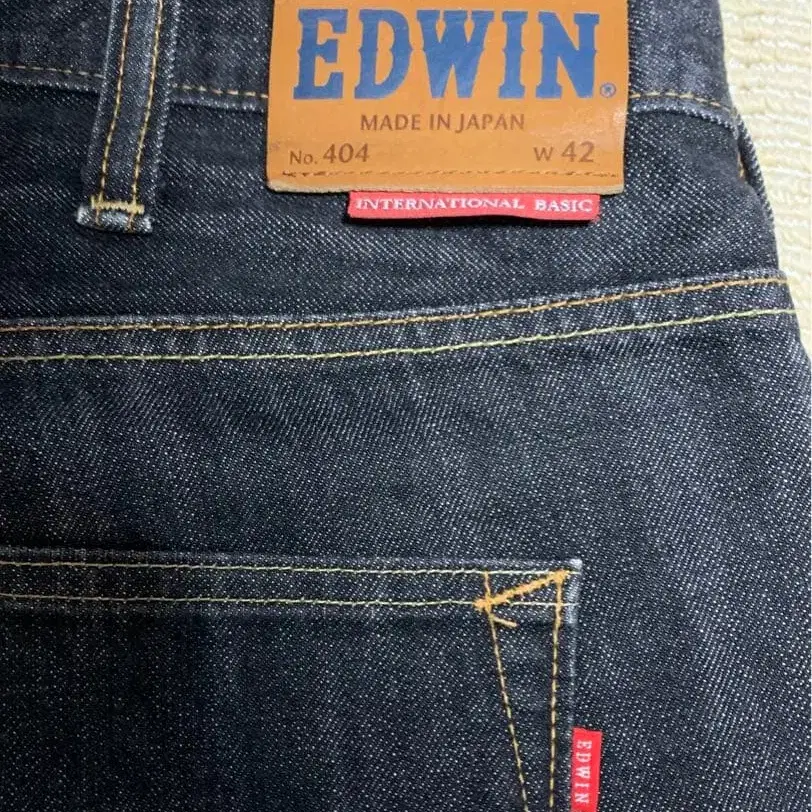 EDWIN®
MADE IN JAPAN
No. 404 W 42
INTERNATIONAL BASIC
EDWIN